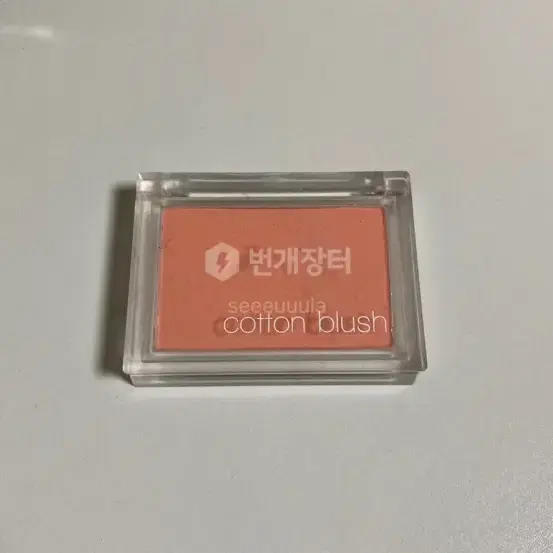 번개장터
seeeuuula
cotton blush